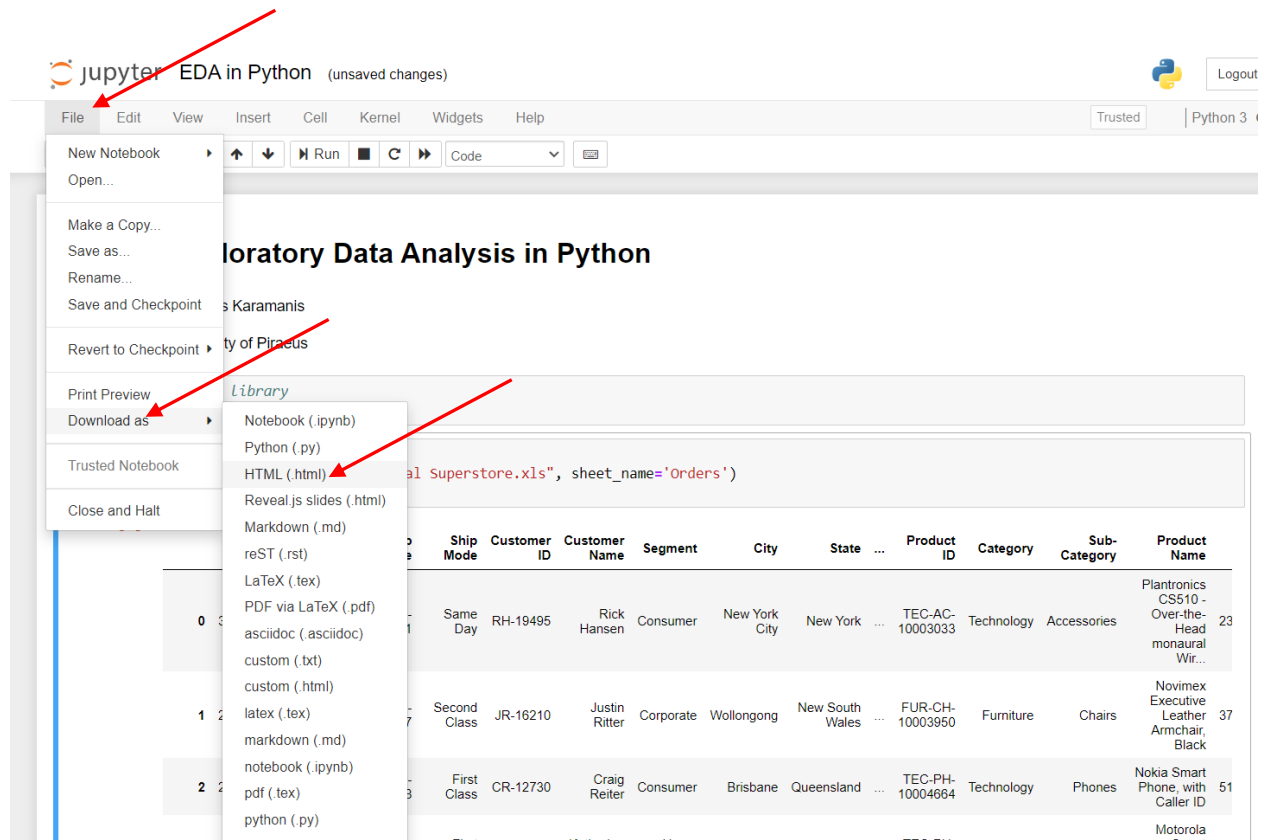 jupyter EDA in Python (unsaved changes)
Logout
File Edit View Insert Cell Kernel Widgets Help
Trusted
Python 3
Run
Code
New Notebook
Open...
Make a Copy...
Save as...
Rename...
Save and Checkpoint
Revert to Checkpoint
Print Preview
Download as
Trusted Notebook
Close and Halt
Notebook (.ipynb)
Python (.py)
HTML (.html)
Reveal.js slides (.html)
Markdown (.md)
reST (.rst)
LaTeX (.tex)
PDF via LaTeX (.pdf)
asciidoc (.asciidoc)
custom (.txt)
custom (.html)
latex (.tex)
markdown (.md)
notebook (.ipynb)
pdf (.tex)
python (.py)
loratory Data Analysis in Python
s Karamanis
ty of Piraeus
library
al Superstore.xls", sheet_name='Orders')
Ship Customer Customer Segment City State ... Product Category Sub- Product
Mode ID Name ID Category Name
0 Same Day RH-19495 Rick Hansen Consumer New York City New York ... TEC-AC-10003033 Technology Accessories Plantronics CS510 - Over-the-Head monaural Wir... 23
1 Second Class JR-16210 Justin Ritter Corporate Wollongong New South Wales ... FUR-CH-10003950 Furniture Chairs Novimex Executive Leather Armchair, Black 37
2 First Class CR-12730 Craig Reiter Consumer Brisbane Queensland ... TEC-PH-10004664 Technology Phones Nokia Smart Phone, with Caller ID 51
Motorola